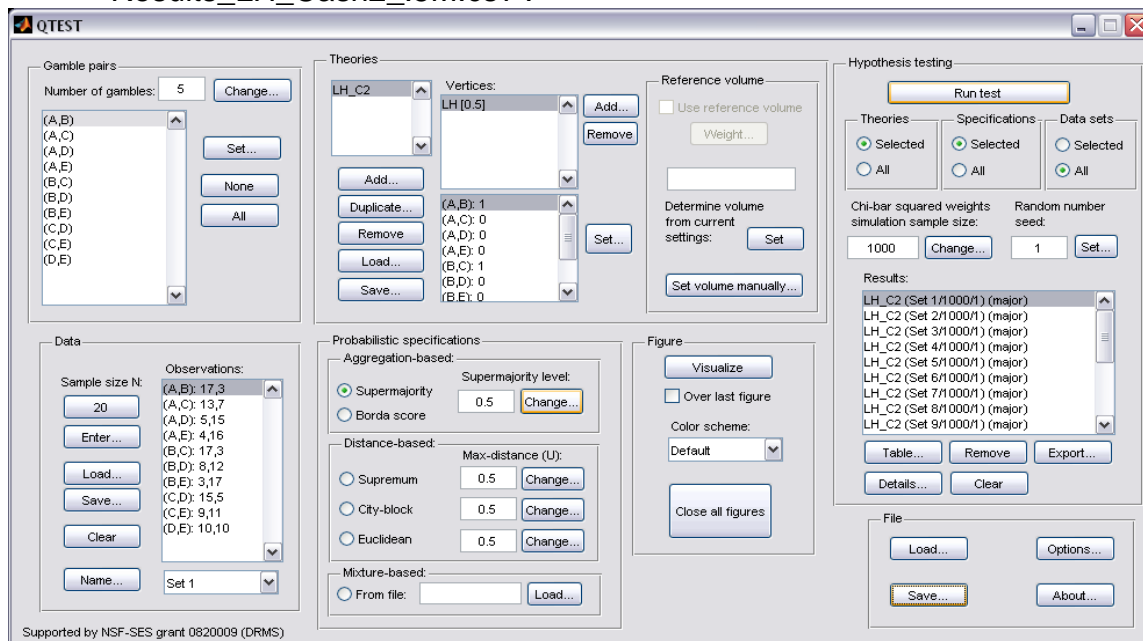 QTEST
Gamble pairs
Number of gambles: 5 Change...
(A,B)
(A,C)
(A,D)
(A,E)
(B,C)
(B,D)
(B,E)
(C,D)
(C,E)
(D,E)
Set...
None
All
Theories
LH_C2
Add...
Duplicate...
Remove
Load...
Save...
Vertices:
LH [0.5]
Add...
Remove
(A,B): 1
(A,C): 0
(A,D): 0
(A,E): 0
(B,C): 1
(B,D): 0
(B,E): 0
Set...
Reference volume
Use reference volume
Weight...
Determine volume
from current
settings: Set
Set volume manually...
Hypothesis testing
Run test
Theories
Selected
All
Specifications
Selected
All
Data sets
Selected
All
Chi-bar squared weights
simulation sample size:
1000 Change...
Random number
seed:
1 Set...
Results:
LH_C2 (Set 1/1000/1) (major)
LH_C2 (Set 2/1000/1) (major)
LH_C2 (Set 3/1000/1) (major)
LH_C2 (Set 4/1000/1) (major)
LH_C2 (Set 5/1000/1) (major)
LH_C2 (Set 6/1000/1) (major)
LH_C2 (Set 7/1000/1) (major)
LH_C2 (Set 8/1000/1) (major)
LH_C2 (Set 9/1000/1) (major)
Table... Remove Export...
Details... Clear
Data
Sample size N:
20
Enter...
Load...
Save...
Clear
Name...
Observations:
(A,B): 17,3
(A,C): 13,7
(A,D): 5,15
(A,E): 4,16
(B,C): 17,3
(B,D): 8,12
(B,E): 3,17
(C,D): 15,5
(C,E): 9,11
(D,E): 10,10
Set 1
Probabilistic specifications
Aggregation-based:
Supermajority level:
Supermajority 0.5 Change...
Borda score
Distance-based:
Max-distance (U):
Supremum 0.5 Change...
City-block 0.5 Change...
Euclidean 0.5 Change...
Mixture-based:
From file: Load...
Figure
Visualize
Over last figure
Color scheme:
Default
Close all figures
File
Load... Options...
Save... About...
Supported by NSF-SES grant 0820009 (DRMS)